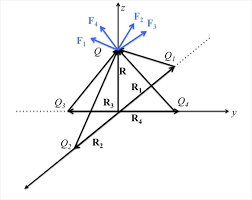 z
F₄
F₂
F₃
F₁
Q
Q₁
R
R₁
Q₃
R₃
Q₄
y
R₄
Q₂
R₂